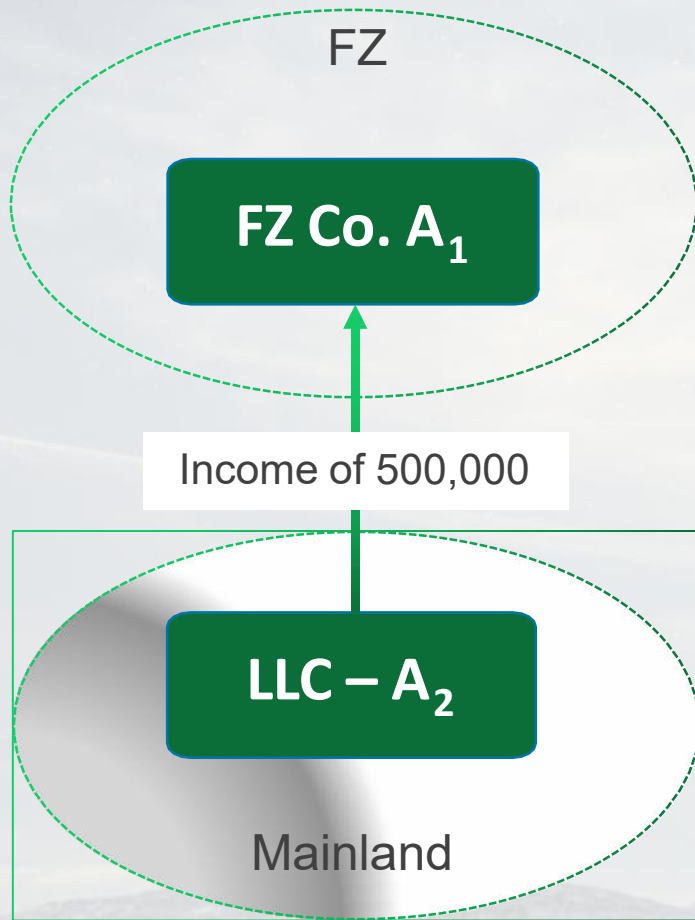 FZ
FZ Co. A₁
Income of 500,000
LLC – A₂
Mainland